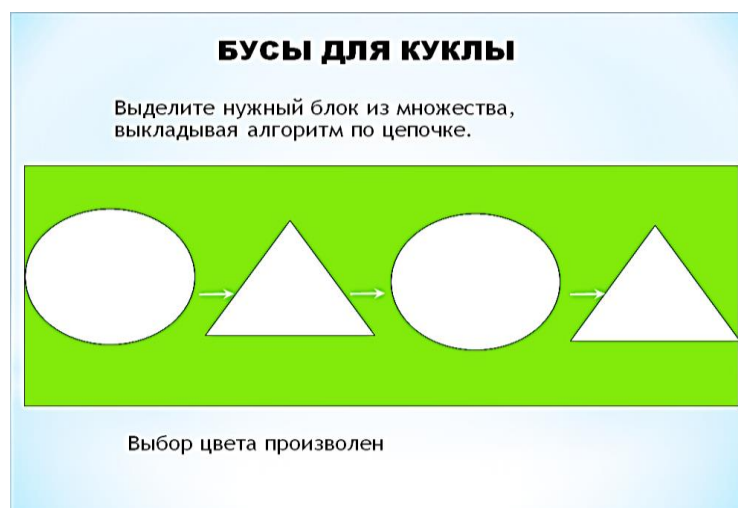 БУСЫ ДЛЯ КУКЛЫ
Выделите нужный блок из множества,
выкладывая алгоритм по цепочке.
Выбор цвета произволен